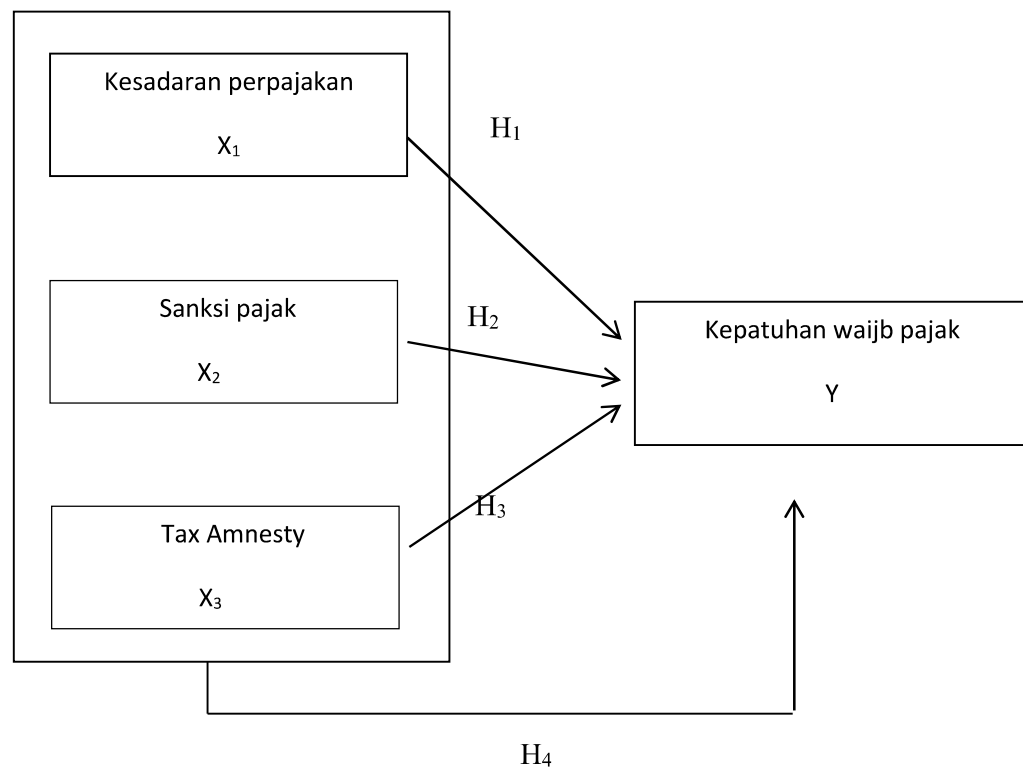 Kesadaran perpajakan
X₁
H₁
Sanksi pajak
X₂
H₂
Kepatuhan waijb pajak
Y
Tax Amnesty
X₃
H₃
H₄